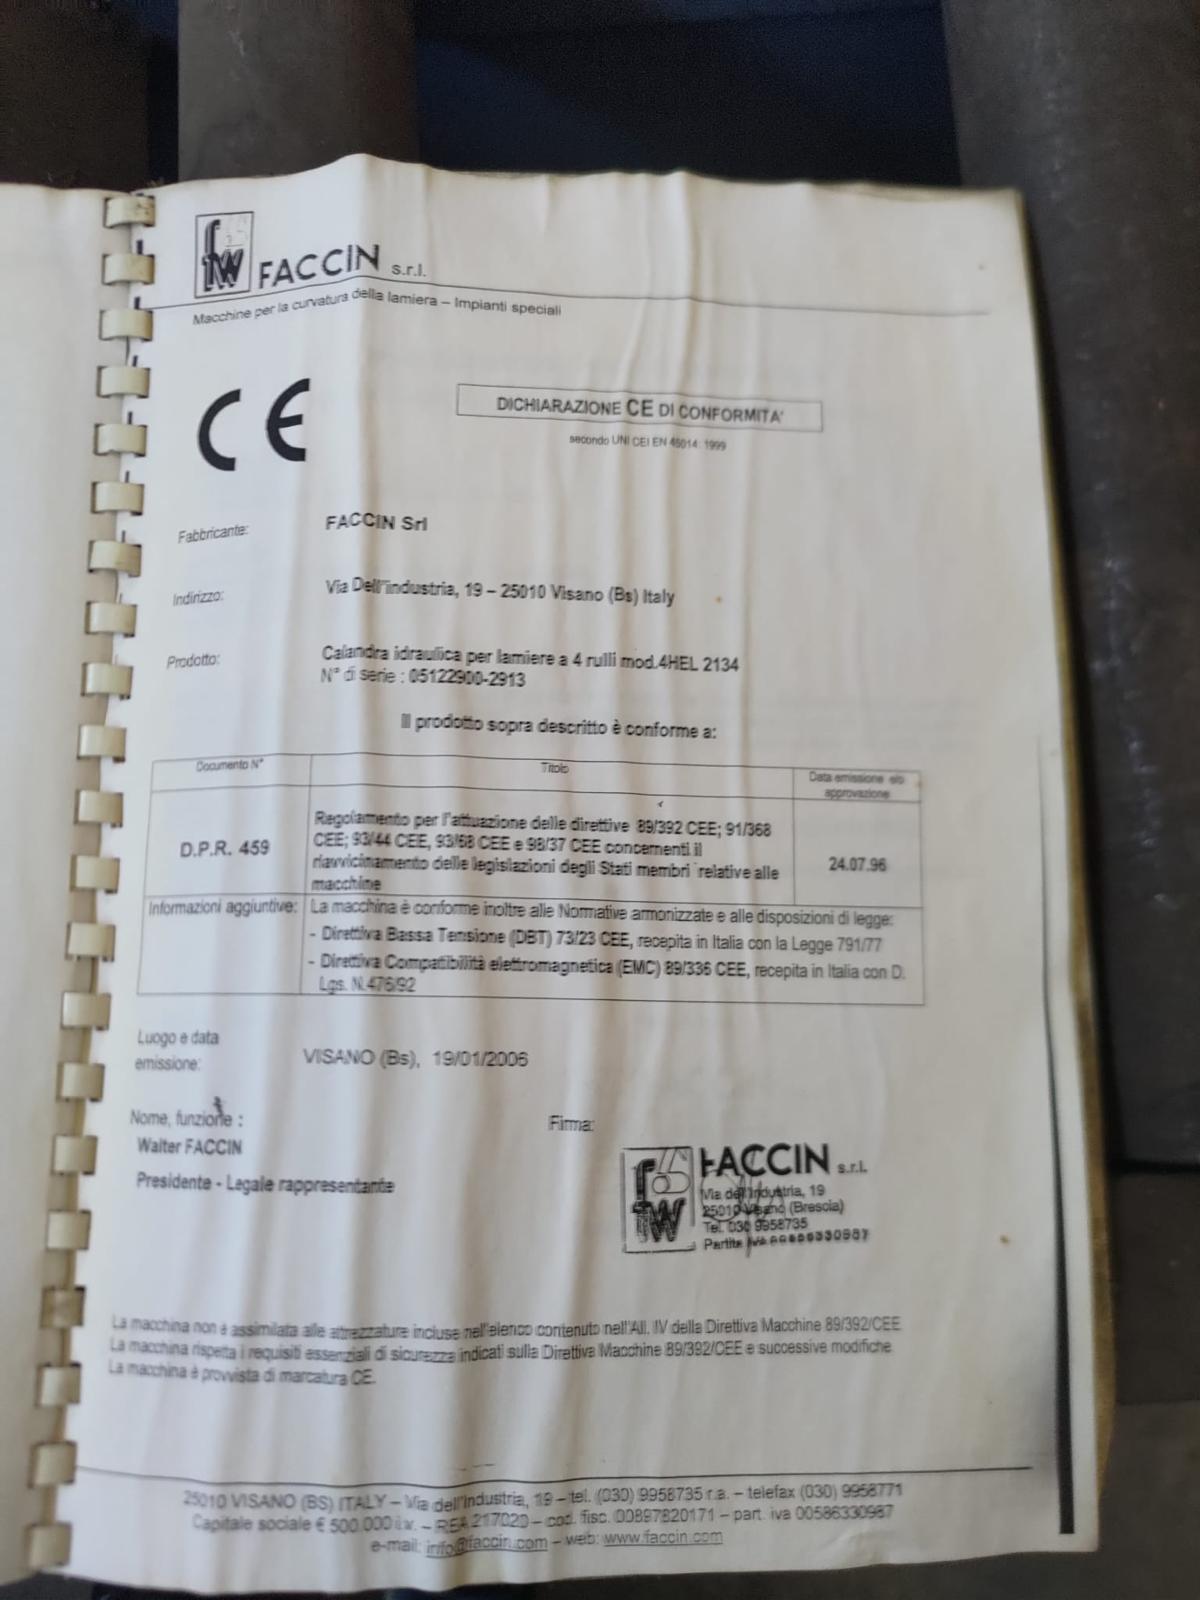 FACCIN s.r.l.
Macchine per la curvatura della lamiera – Impianti speciali
CE
DICHIARAZIONE CE DI CONFORMITA'
secondo UNI CEI EN 45014: 1999
Fabbricante: FACCIN Srl
Indirizzo: Via Dell'industria, 19 – 25010 Visano (Bs) Italy
Prodotto: Calandra idraulica per lamiere a 4 rulli mod.4HEL 2134
N° di serie : 05122900-2913
Il prodotto sopra descritto è conforme a:
Documento N° Titolo Data emissione e/o
approvazione
D.P.R. 459
Regolamento per l'attuazione delle direttive 89/392 CEE; 91/368
CEE; 93/44 CEE, 93/68 CEE e 98/37 CEE concernenti il
riavvicinamento delle legislazioni degli Stati membri relative alle
macchine
24.07.96
Informazioni aggiuntive: La macchina è conforme inoltre alle Normative armonizzate e alle disposizioni di legge:
- Direttiva Bassa Tensione (DBT) 73/23 CEE, recepita in Italia con la Legge 791/77
- Direttiva Compatibilità elettromagnetica (EMC) 89/336 CEE, recepita in Italia con D.
Lgs. N.476/92
Luogo e data
emissione: VISANO (Bs), 19/01/2006
Nome, funzione :
Walter FACCIN
Presidente - Legale rappresentante
Firma:
FACCIN s.r.l.
Via dell'Industria, 19
25010 Visano (Brescia)
Tel. 030 9958735
Partita IVA
La macchina non è assimilata alle attrezzature incluse nell'elenco contenuto nell'All. IV della Direttiva Macchine 89/392/CEE
La macchina rispetta i requisiti essenziali di sicurezza indicati sulla Direttiva Macchine 89/392/CEE e successive modifiche
La macchina è provvista di marcatura CE.
25010 VISANO (BS) ITALY – Via dell'Industria, 19 – tel. (030) 9958735 r.a. – telefax (030) 9958771
Capitale sociale € 500.000 i.v. – REA 217020 – cod. fisc. 00897820171 – part. iva 00586330987
e-mail: info@faccin.com – web: www.faccin.com